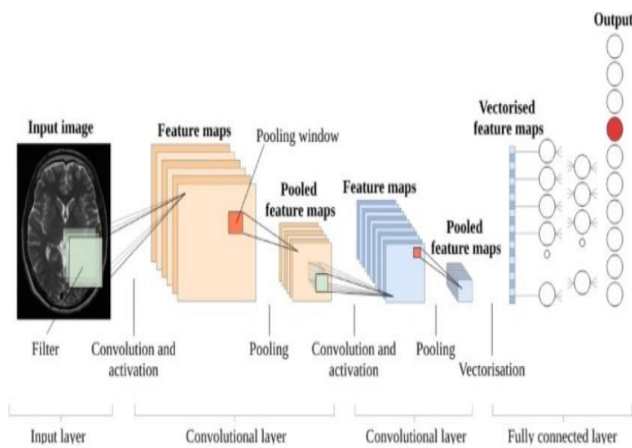 Output
Vectorised
feature maps
Input image
Feature maps
Pooling window
Pooled
feature maps
Feature maps
Pooled
feature maps
Filter
Convolution and
activation
Pooling
Convolution and
activation
Pooling
Vectorisation
Input layer
Convolutional layer
Convolutional layer
Fully connected layer